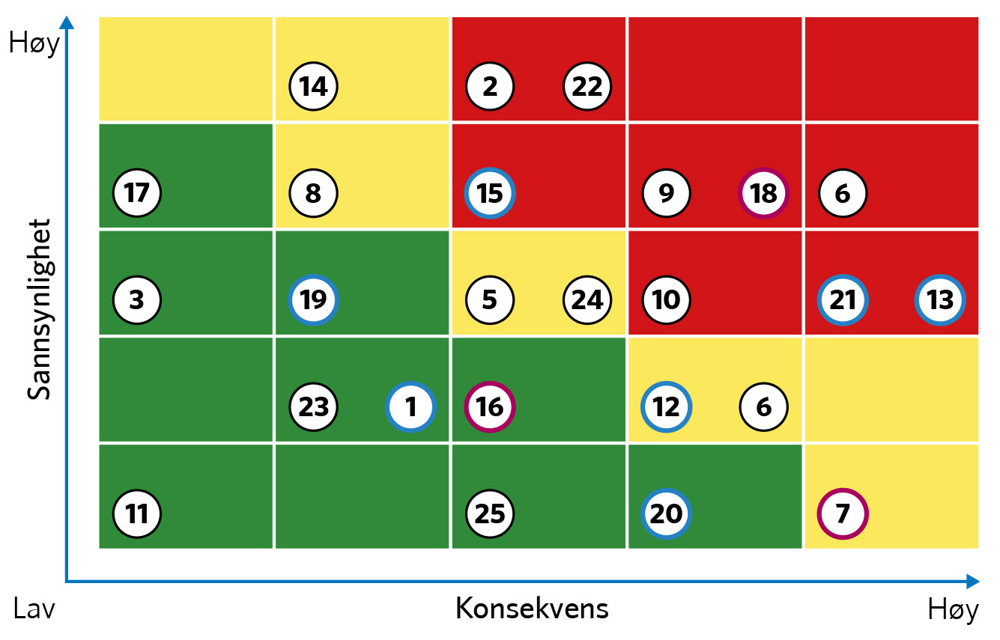 Høy
14 2 22
17 8 15 9 18 6
3 19 5 24 10 21 13
23 1 16 12 6
11 25 20 7
Sannsynlighet
Lav Konsekvens Høy